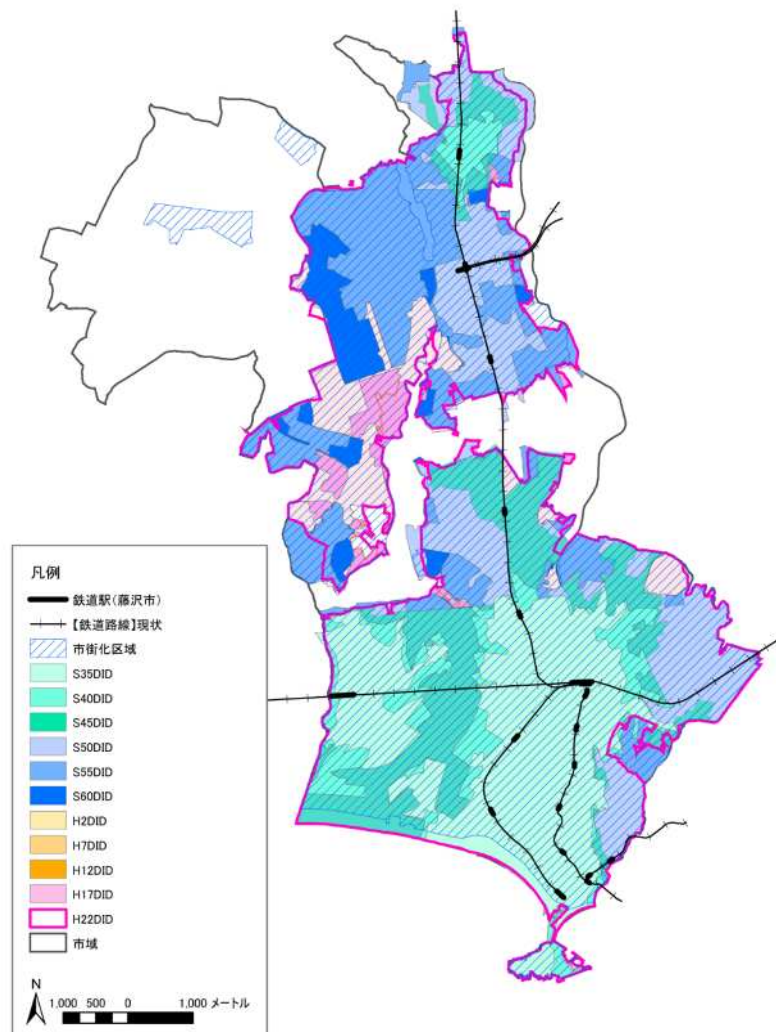 凡例
鉄道駅(藤沢市)
【鉄道路線】現状
市街化区域
S35DID
S40DID
S45DID
S50DID
S55DID
S60DID
H2DID
H7DID
H12DID
H17DID
H22DID
市域
N
1,000 500 0 1,000 メートル